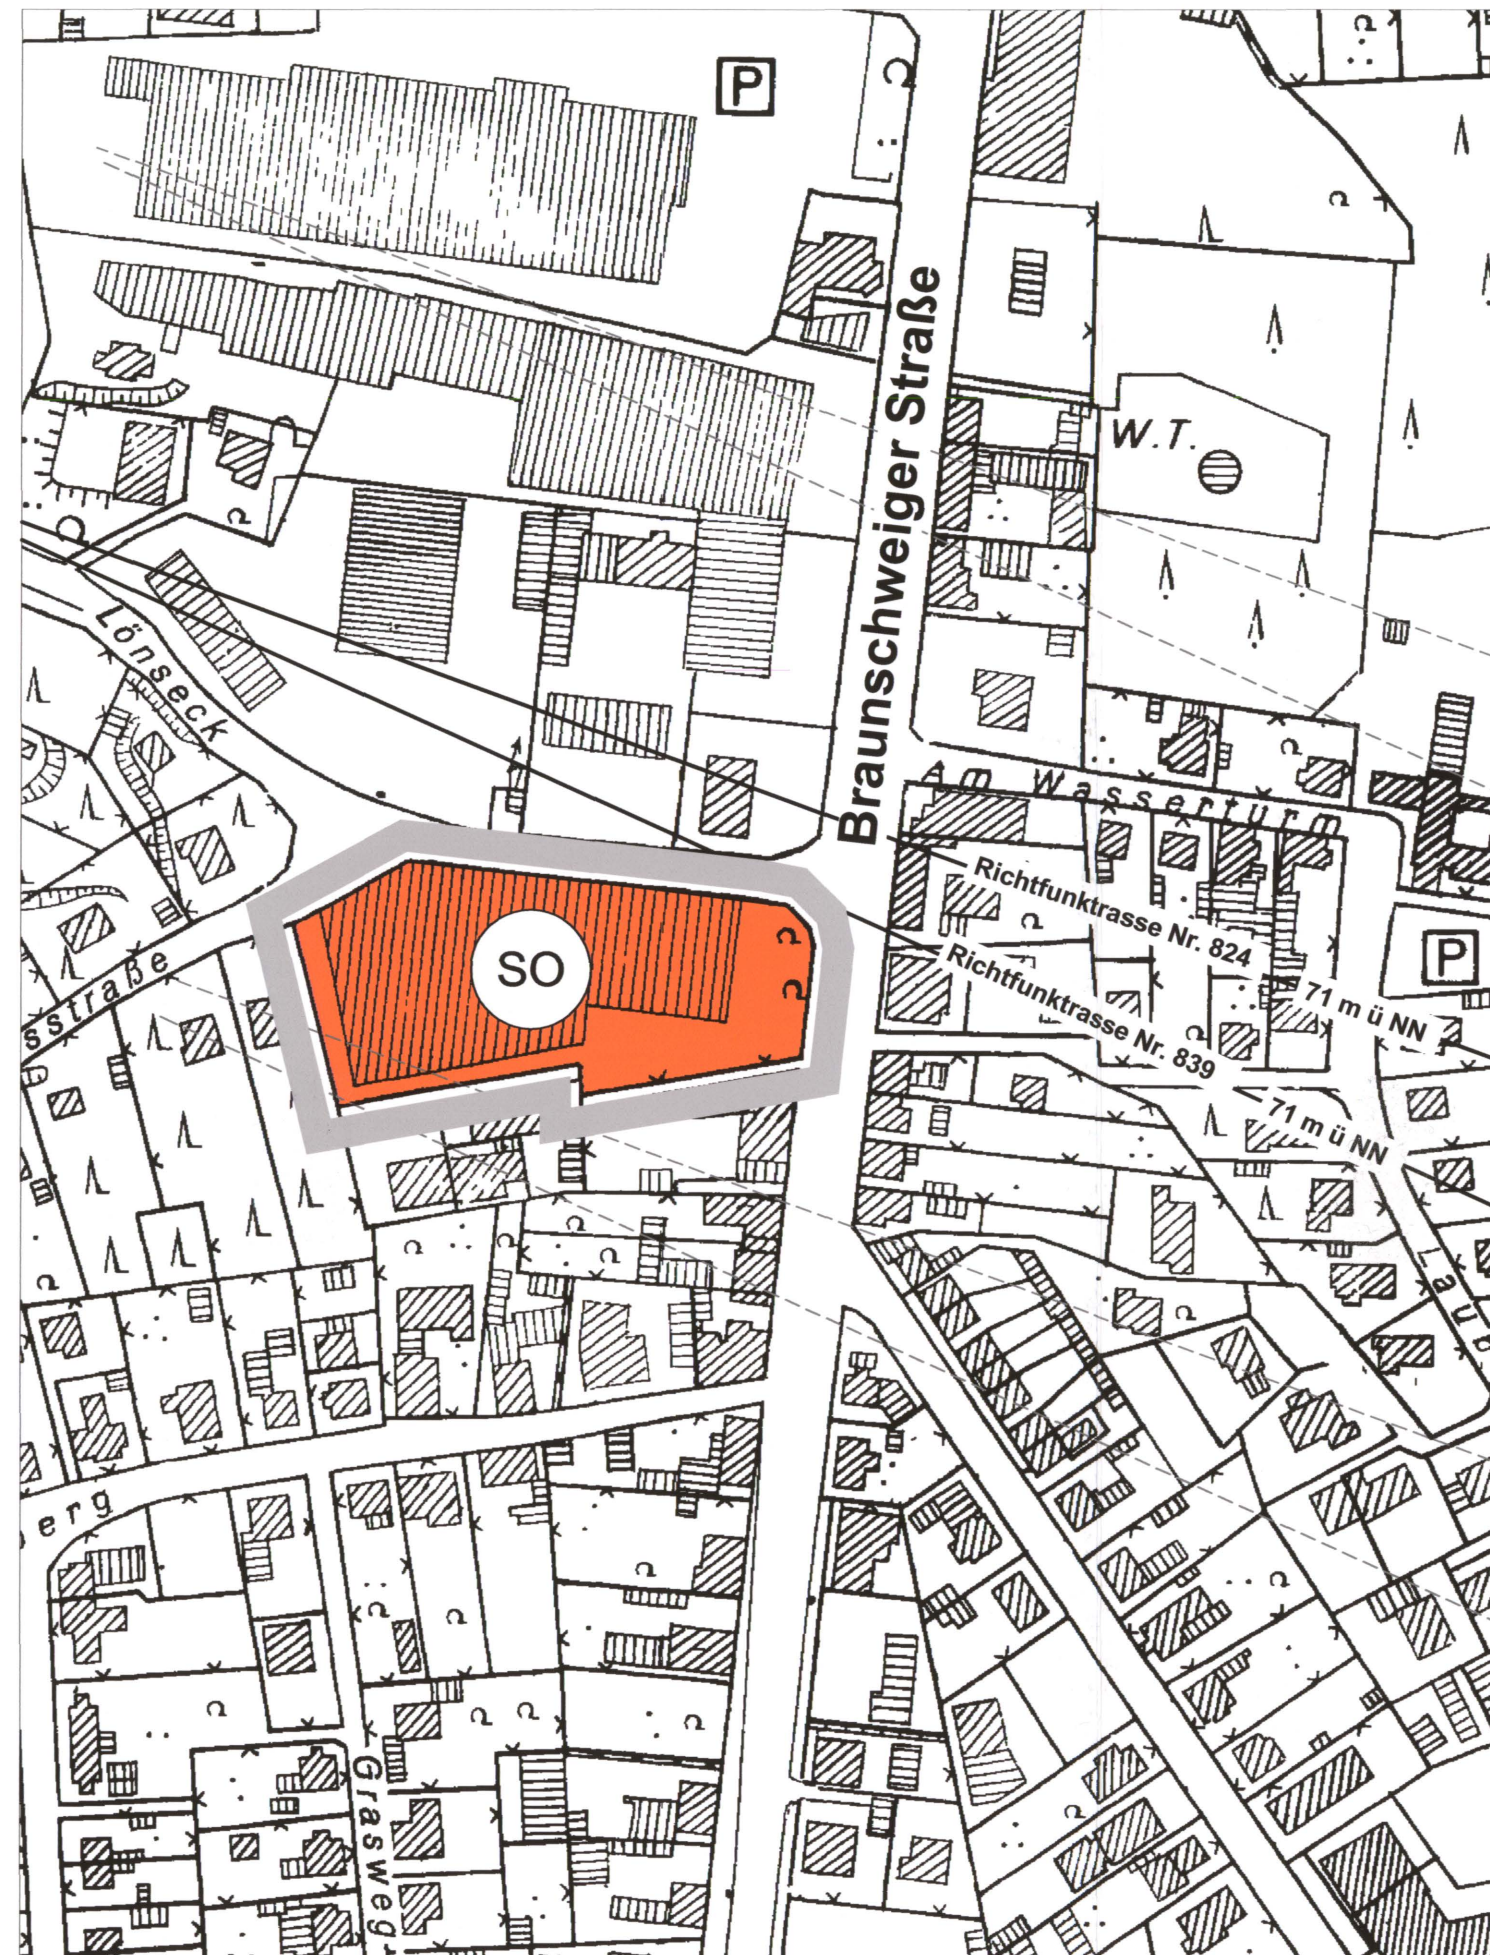 P
Braunschweiger Straße
W.T.
Lönseck
Am Wasserturm
Richtfunktrasse Nr. 824
71 m ü NN
Richtfunktrasse Nr. 839
71 m ü NN
P
SO
sstraße
Laub
erg
Grasweg